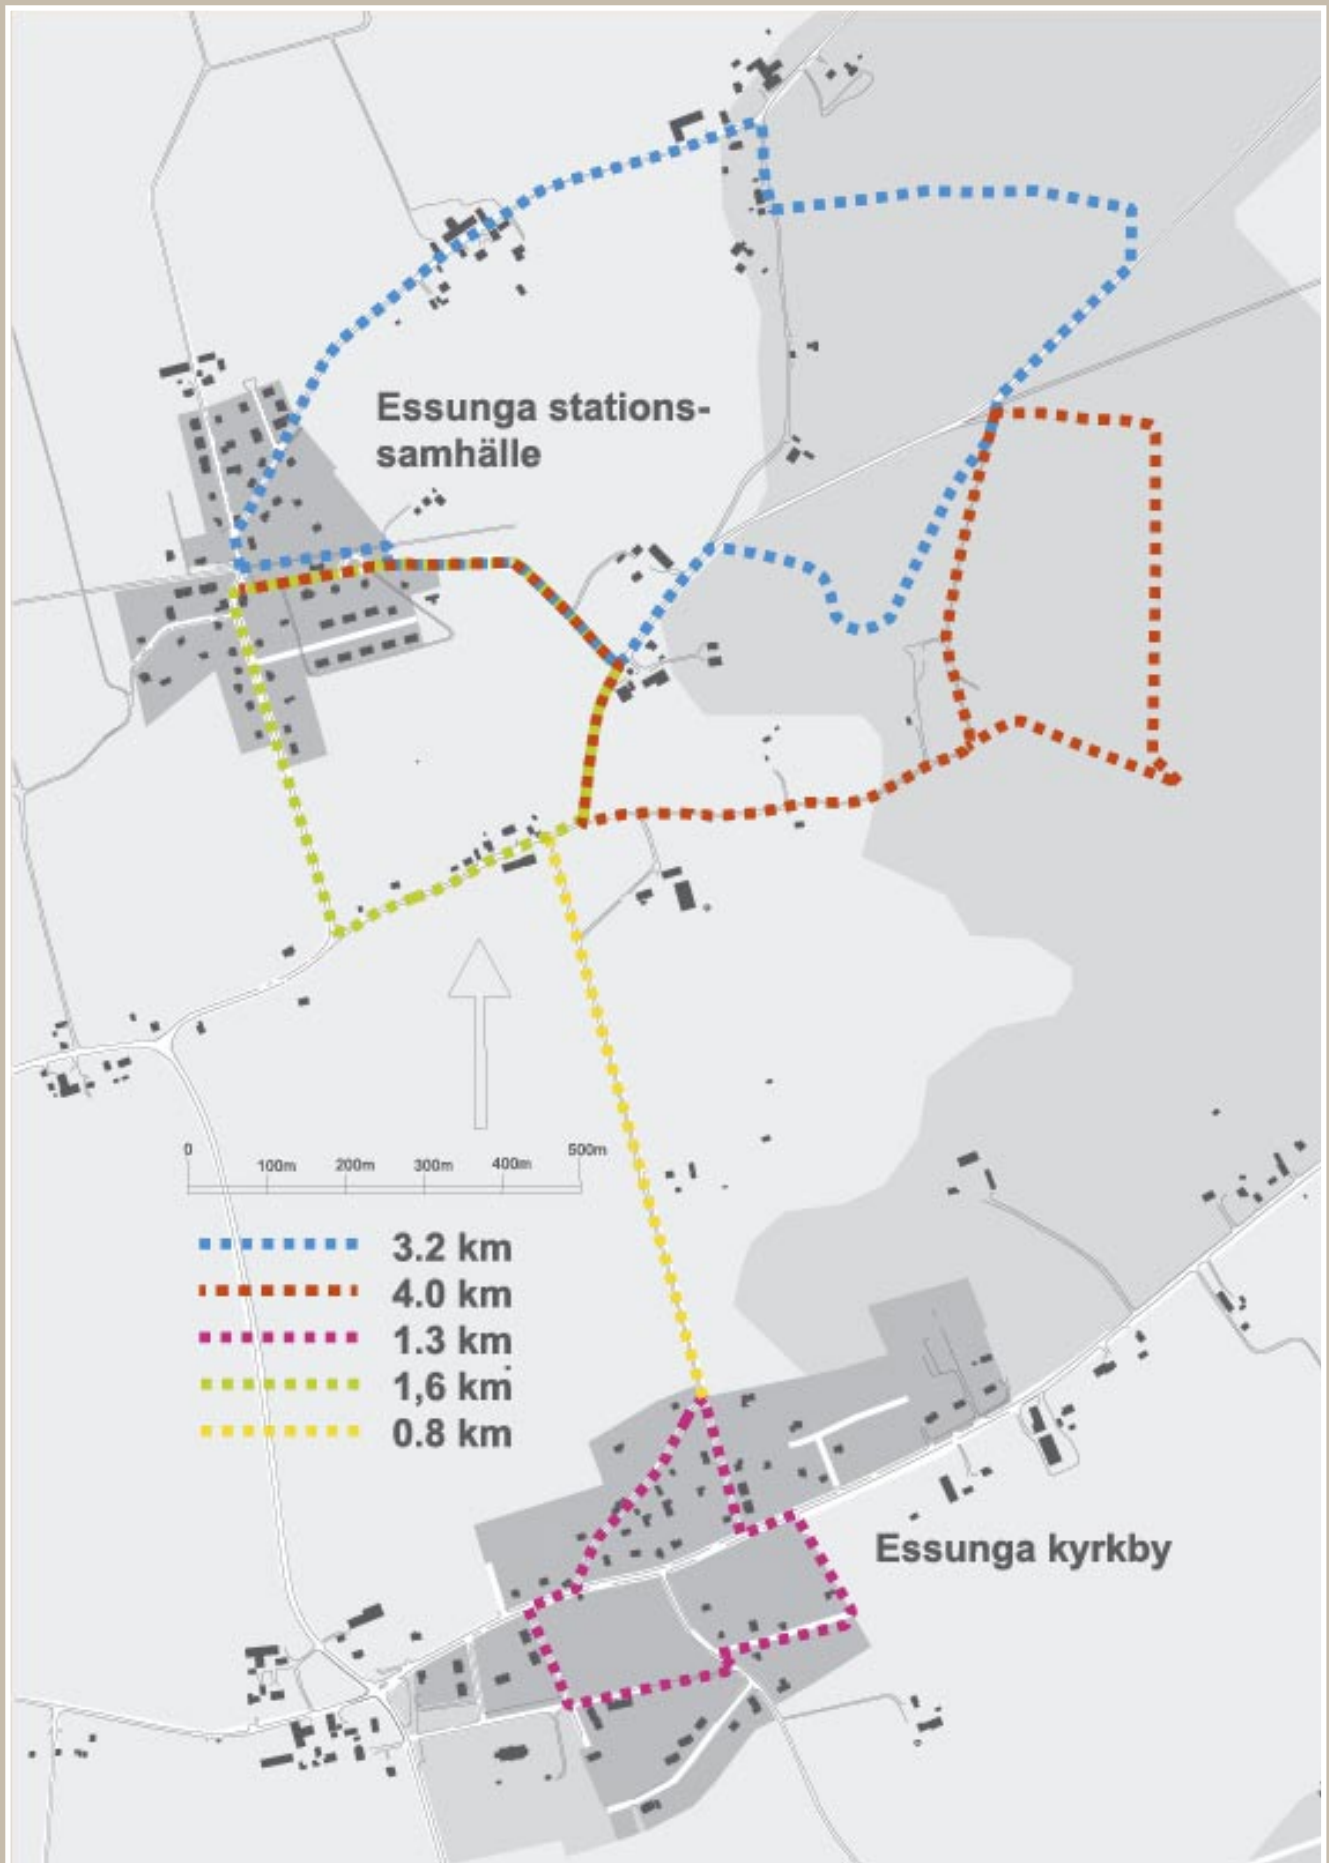 Essunga stations-
samhälle
0
100m
200m
300m
400m
500m
3.2 km
4.0 km
1.3 km
1,6 km
0.8 km
Essunga kyrkby